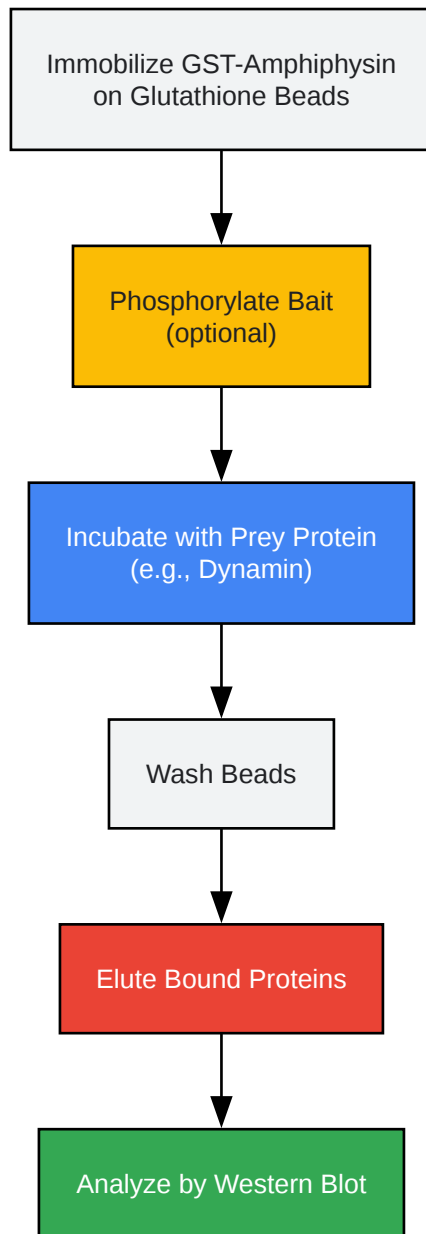 Immobilize GST-Amphiphysin
on Glutathione Beads
Phosphorylate Bait
(optional)
Incubate with Prey Protein
(e.g., Dynamin)
Wash Beads
Elute Bound Proteins
Analyze by Western Blot